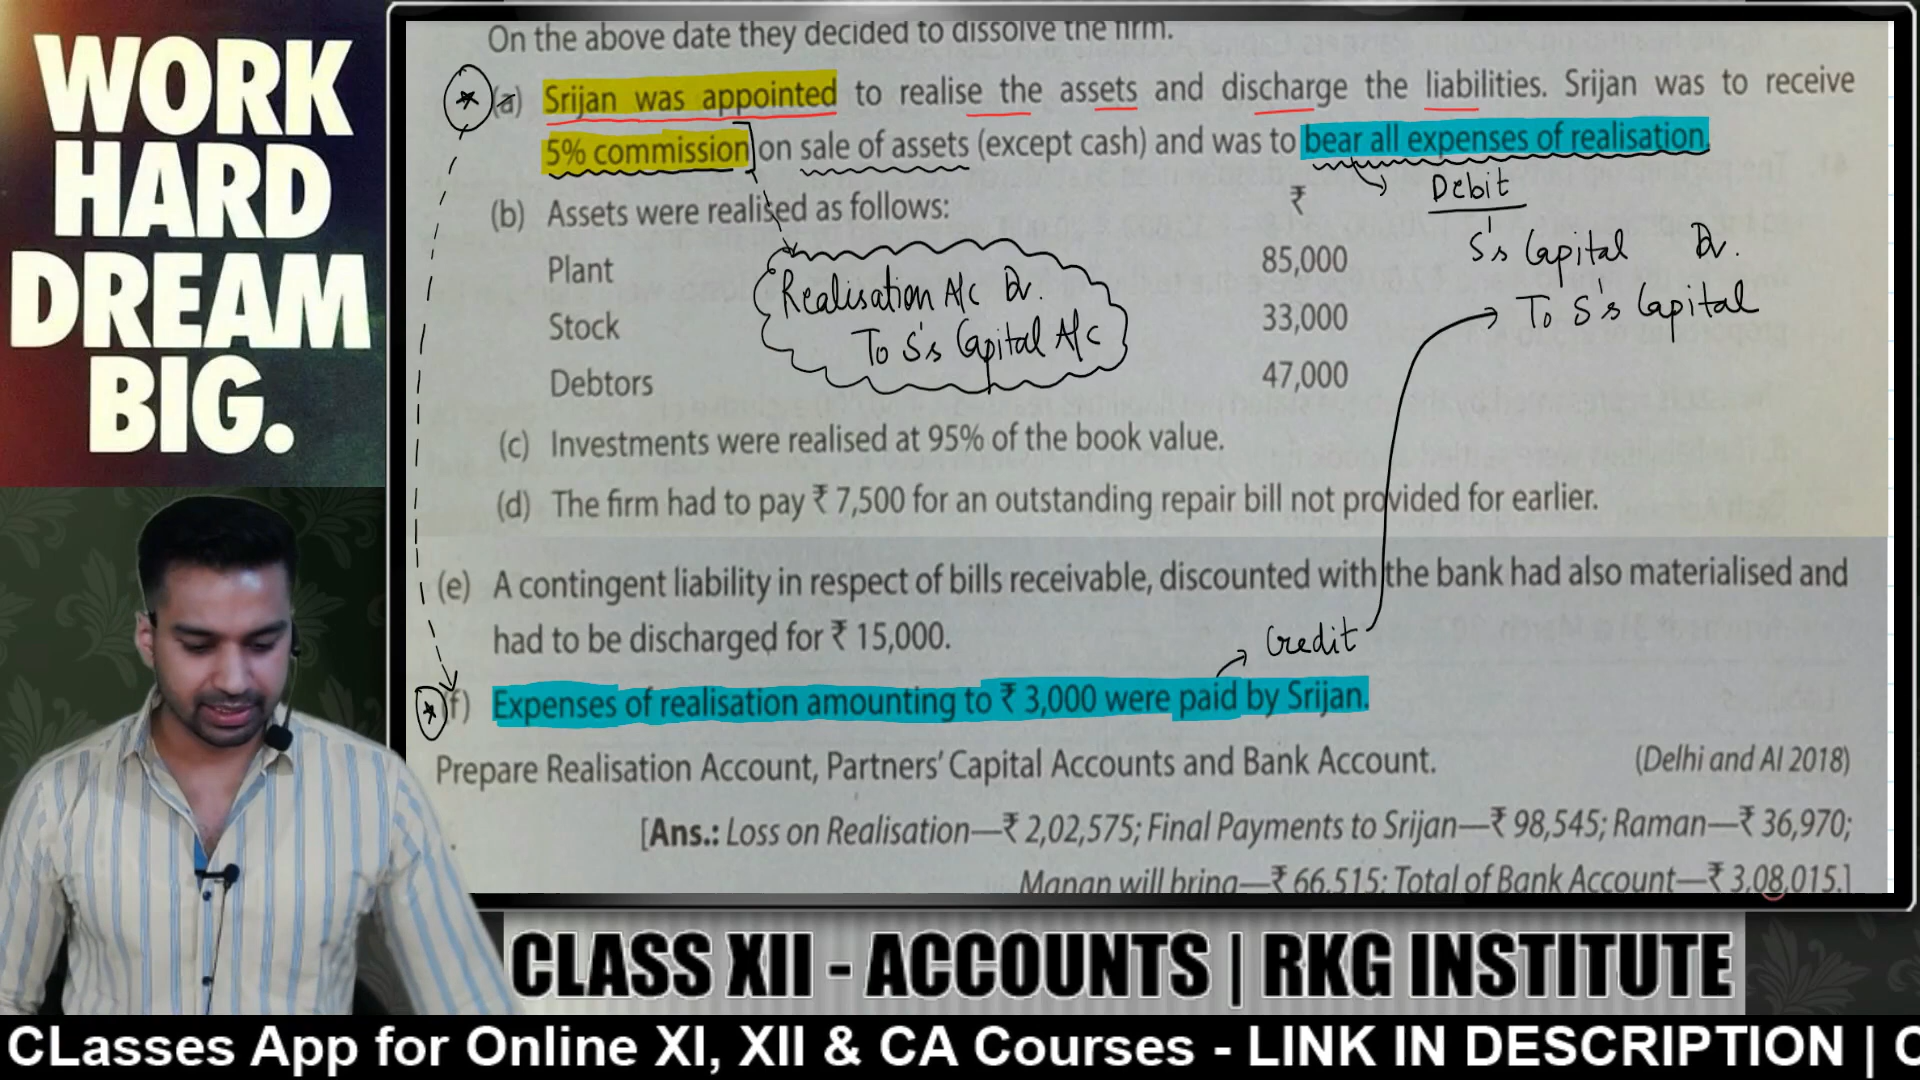 WORK
HARD
DREAM
BIG.
On the above date they decided to dissolve the firm.
(a) Srijan was appointed to realise the assets and discharge the liabilities. Srijan was to receive
5% commission on sale of assets (except cash) and was to bear all expenses of realisation.
Debit
(b) Assets were realised as follows: ₹
S's Capital Dr.
Plant 85,000
Realisation A/c Dr.
To S's Capital
Stock 33,000
To S's Capital A/c
Debtors 47,000
(c) Investments were realised at 95% of the book value.
(d) The firm had to pay ₹ 7,500 for an outstanding repair bill not provided for earlier.
(e) A contingent liability in respect of bills receivable, discounted with the bank had also materialised and
had to be discharged for ₹ 15,000.
Credit
(f) Expenses of realisation amounting to ₹ 3,000 were paid by Srijan.
Prepare Realisation Account, Partners' Capital Accounts and Bank Account. (Delhi and AI 2018)
[Ans.: Loss on Realisation—₹ 2,02,575; Final Payments to Srijan—₹ 98,545; Raman—₹ 36,970;
Manan will bring—₹ 66,515; Total of Bank Account—₹ 3,08,015.]
CLASS XII - ACCOUNTS | RKG INSTITUTE
CLasses App for Online XI, XII & CA Courses - LINK IN DESCRIPTION |